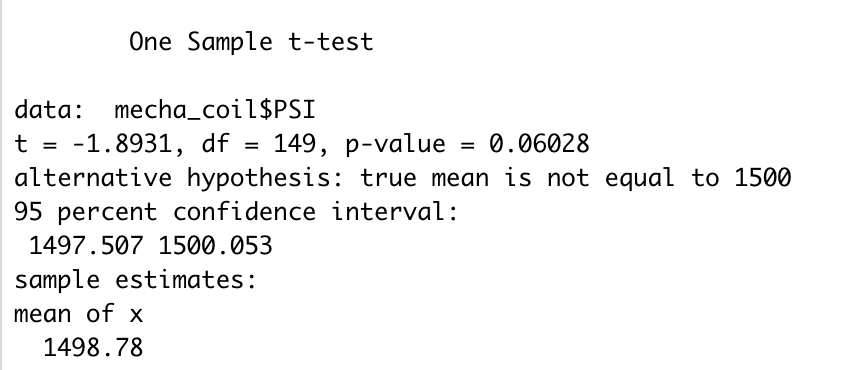 One Sample t-test
data:  mecha_coil$PSI
t = -1.8931, df = 149, p-value = 0.06028
alternative hypothesis: true mean is not equal to 1500
95 percent confidence interval:
1497.507 1500.053
sample estimates:
mean of x
1498.78